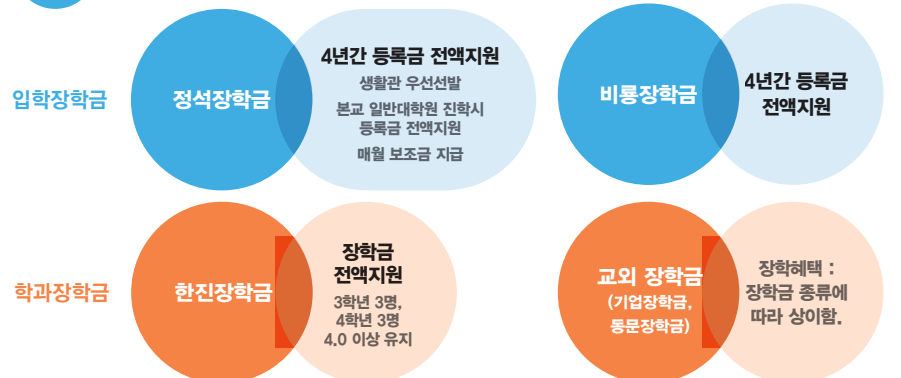 입학장학금
정석장학금
4년간 등록금 전액지원
생활관 우선선발
본교 일반대학원 진학시
등록금 전액지원
매월 보조금 지급
비룡장학금
4년간 등록금
전액지원
학과장학금
한진장학금
장학금
전액지원
3학년 3명,
4학년 3명
4.0 이상 유지
교외 장학금
(기업장학금,
동문장학금)
장학혜택 :
장학금 종류에
따라 상이함.